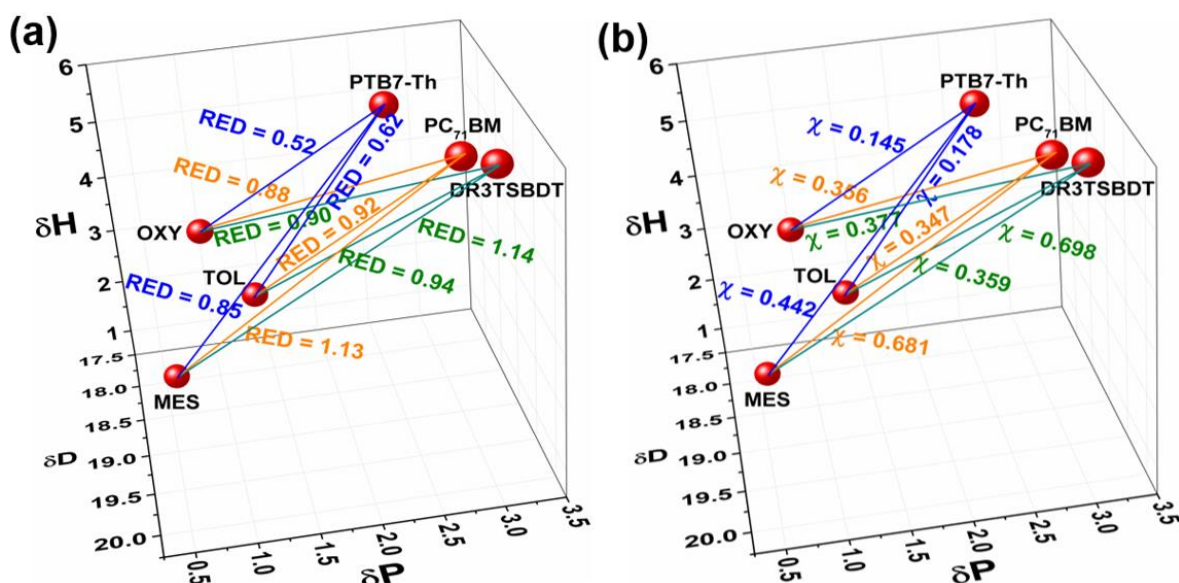 (a)
6
5
4
3
2
1
17.5
18.0
18.5
19.0
19.5
20.0
δH
δD
0.5
1.0
1.5
2.0
2.5
3.0
3.5
δP
PTB7-Th
PC71BM
DR3TSBDT
OXY
TOL
MES
RED = 0.52
RED = 0.62
RED = 0.88
RED = 0.90
RED = 0.92
RED = 1.14
RED = 0.94
RED = 0.85
RED = 1.13
(b)
6
5
4
3
2
1
17.5
18.0
18.5
19.0
19.5
20.0
δH
δD
0.5
1.0
1.5
2.0
2.5
3.0
3.5
δP
PTB7-Th
PC71BM
DR3TSBDT
OXY
TOL
MES
χ = 0.145
χ = 0.178
χ = 0.356
χ = 0.377
χ = 0.347
χ = 0.698
χ = 0.359
χ = 0.442
χ = 0.681